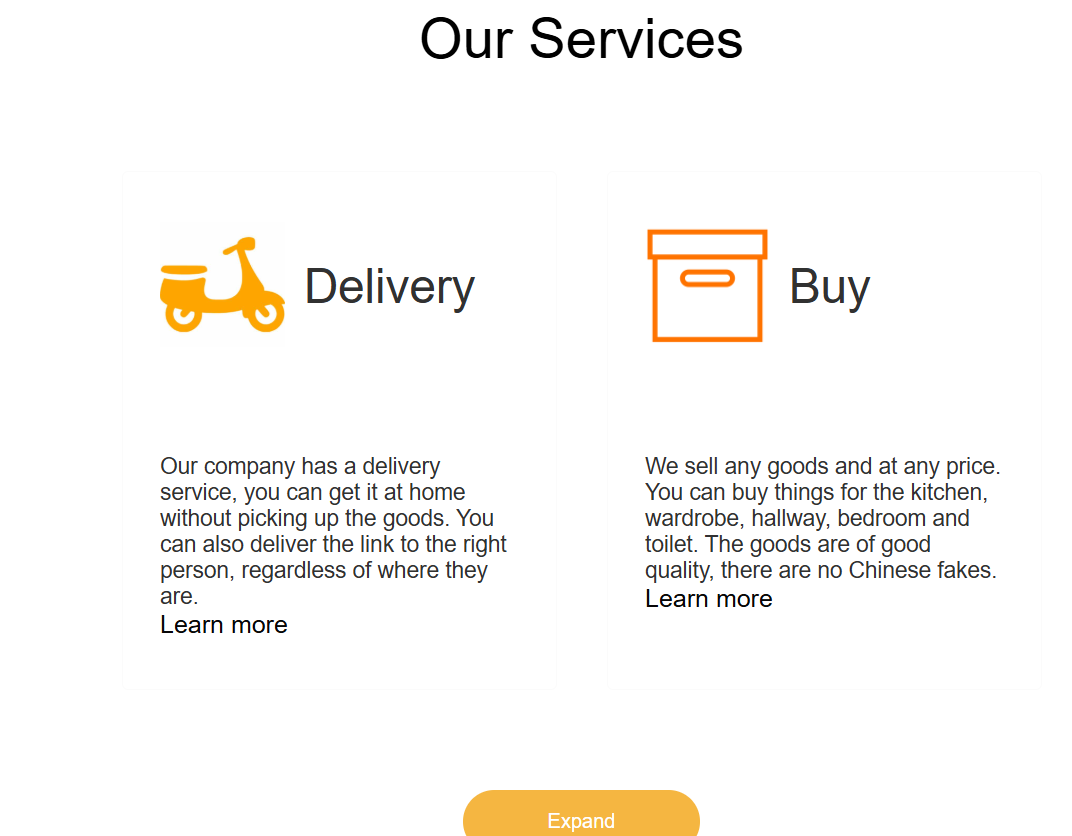 Our Services
Delivery
Our company has a delivery
service, you can get it at home
without picking up the goods. You
can also deliver the link to the right
person, regardless of where they
are.
Learn more
Buy
We sell any goods and at any price.
You can buy things for the kitchen,
wardrobe, hallway, bedroom and
toilet. The goods are of good
quality, there are no Chinese fakes.
Learn more
Expand